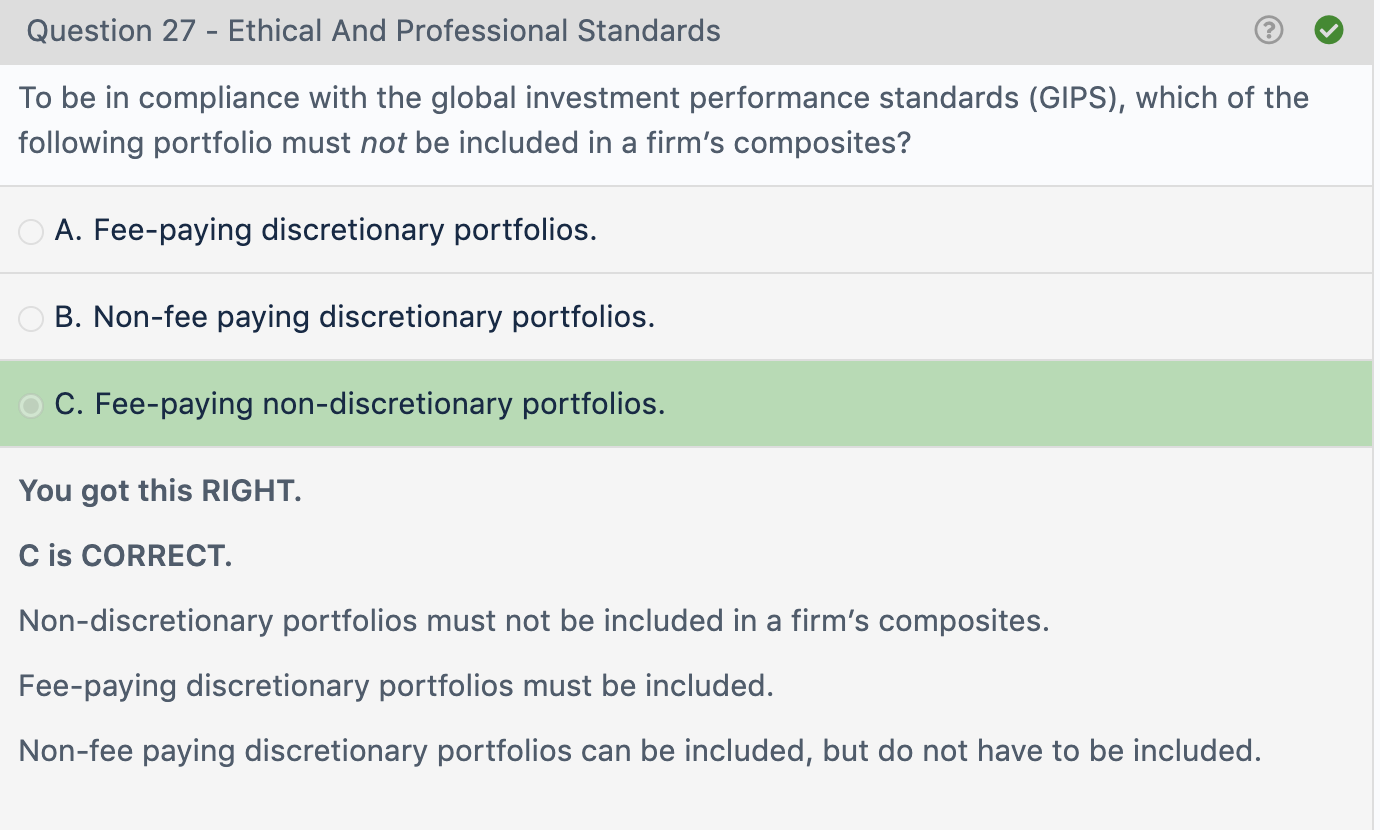 Question 27 - Ethical And Professional Standards
To be in compliance with the global investment performance standards (GIPS), which of the
following portfolio must not be included in a firm’s composites?
A. Fee-paying discretionary portfolios.
B. Non-fee paying discretionary portfolios.
C. Fee-paying non-discretionary portfolios.
You got this RIGHT.
C is CORRECT.
Non-discretionary portfolios must not be included in a firm’s composites.
Fee-paying discretionary portfolios must be included.
Non-fee paying discretionary portfolios can be included, but do not have to be included.